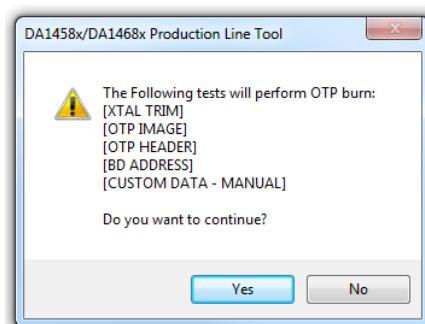 DA1458x/DA1468x Production Line Tool
The Following tests will perform OTP burn:
[XTAL TRIM]
[OTP IMAGE]
[OTP HEADER]
[BD ADDRESS]
[CUSTOM DATA - MANUAL]
Do you want to continue?
Yes
No